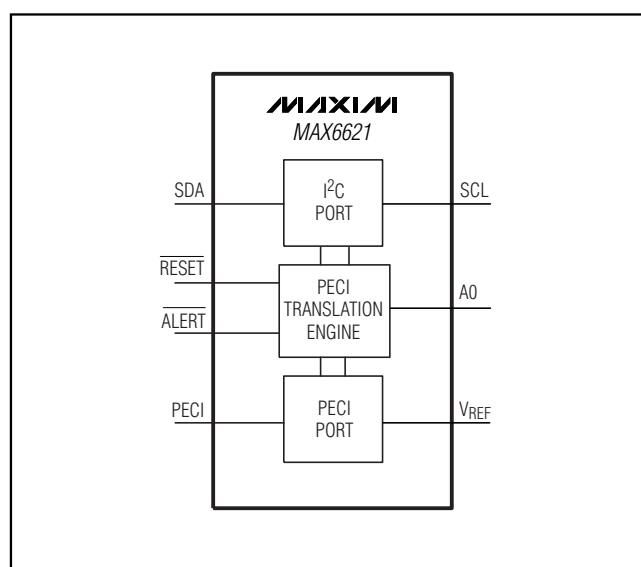 MAXIM
MAX6621
SDA
I²C
PORT
SCL
RESET
PECI
TRANSLATION
ENGINE
A0
ALERT
PECI
PECI
PORT
VREF